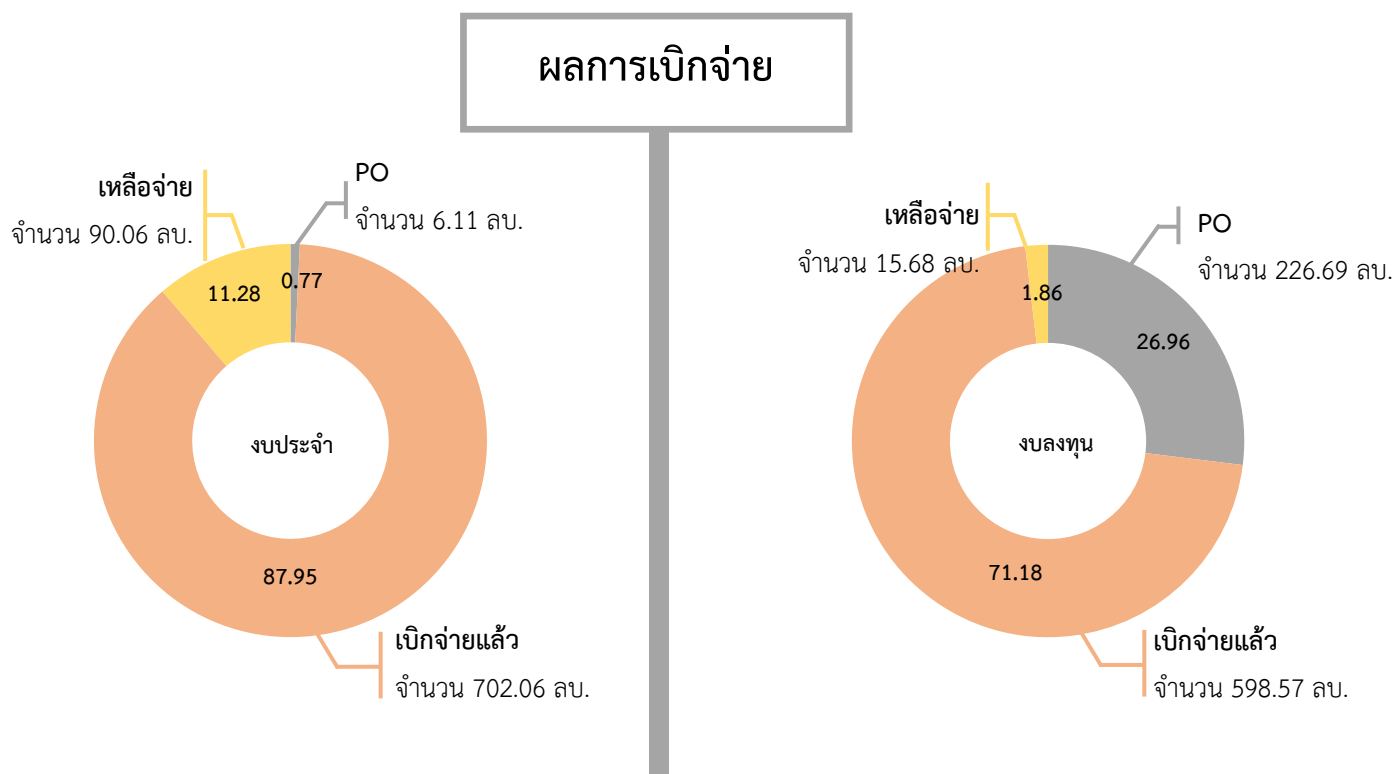 ผลการเบิกจ่าย
เหลือจ่าย
จำนวน 90.06 ลบ.
PO
จำนวน 6.11 ลบ.
11.28
0.77
งบประจำ
87.95
เบิกจ่ายแล้ว
จำนวน 702.06 ลบ.
เหลือจ่าย
จำนวน 15.68 ลบ.
PO
จำนวน 226.69 ลบ.
1.86
26.96
งบลงทุน
71.18
เบิกจ่ายแล้ว
จำนวน 598.57 ลบ.